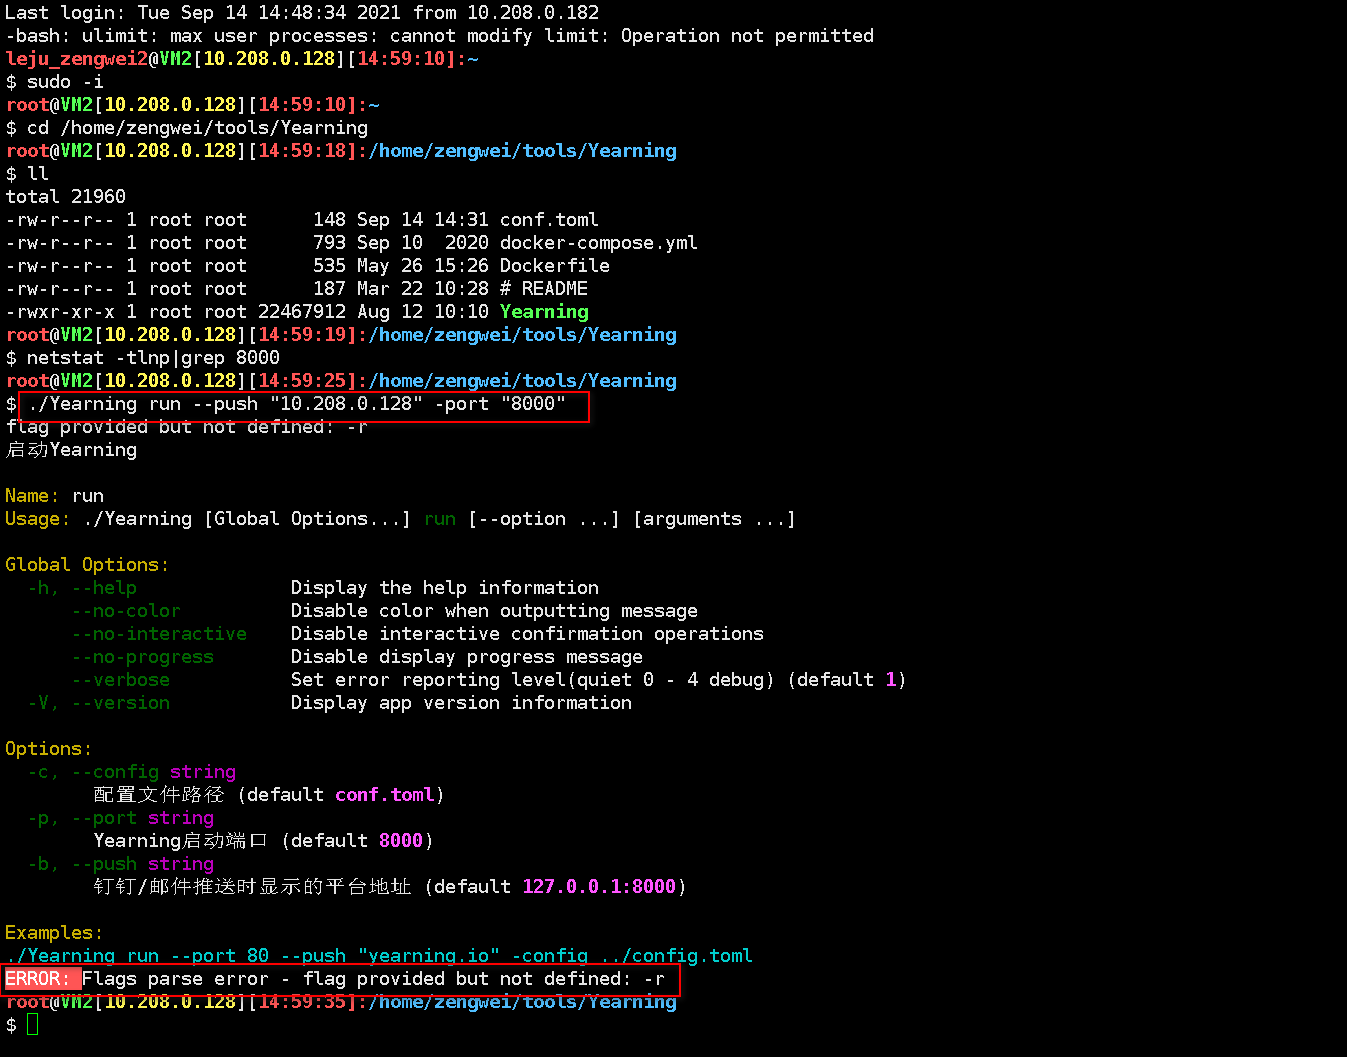 Last login: Tue Sep 14 14:48:34 2021 from 10.208.0.182
-bash: ulimit: max user processes: cannot modify limit: Operation not permitted
leju_zengwei2@VM2[10.208.0.128][14:59:10]:~
$ sudo -i
root@VM2[10.208.0.128][14:59:10]:~
$ cd /home/zengwei/tools/Yearning
root@VM2[10.208.0.128][14:59:18]:/home/zengwei/tools/Yearning
$ ll
total 21960
-rw-r--r-- 1 root root      148 Sep 14 14:31 conf.toml
-rw-r--r-- 1 root root      793 Sep 10  2020 docker-compose.yml
-rw-r--r-- 1 root root      535 May 26 15:26 Dockerfile
-rw-r--r-- 1 root root      187 Mar 22 10:28 # README
-rwxr-xr-x 1 root root 22467912 Aug 12 10:10 Yearning
root@VM2[10.208.0.128][14:59:19]:/home/zengwei/tools/Yearning
$ netstat -tlnp|grep 8000
root@VM2[10.208.0.128][14:59:25]:/home/zengwei/tools/Yearning
$ ./Yearning run --push "10.208.0.128" -port "8000"
flag provided but not defined: -r
启动Yearning
Name: run
Usage: ./Yearning [Global Options...] run [--option ...] [arguments ...]
Global Options:
  -h, --help              Display the help information
      --no-color          Disable color when outputting message
      --no-interactive    Disable interactive confirmation operations
      --no-progress       Disable display progress message
      --verbose           Set error reporting level(quiet 0 - 4 debug) (default 1)
  -V, --version           Display app version information
Options:
  -c, --config string
        配置文件路径 (default conf.toml)
  -p, --port string
        Yearning启动端口 (default 8000)
  -b, --push string
        钉钉/邮件推送时显示的平台地址 (default 127.0.0.1:8000)
Examples:
./Yearning run --port 80 --push "yearning.io" -config ../config.toml
ERROR: Flags parse error - flag provided but not defined: -r
root@VM2[10.208.0.128][14:59:35]:/home/zengwei/tools/Yearning
$